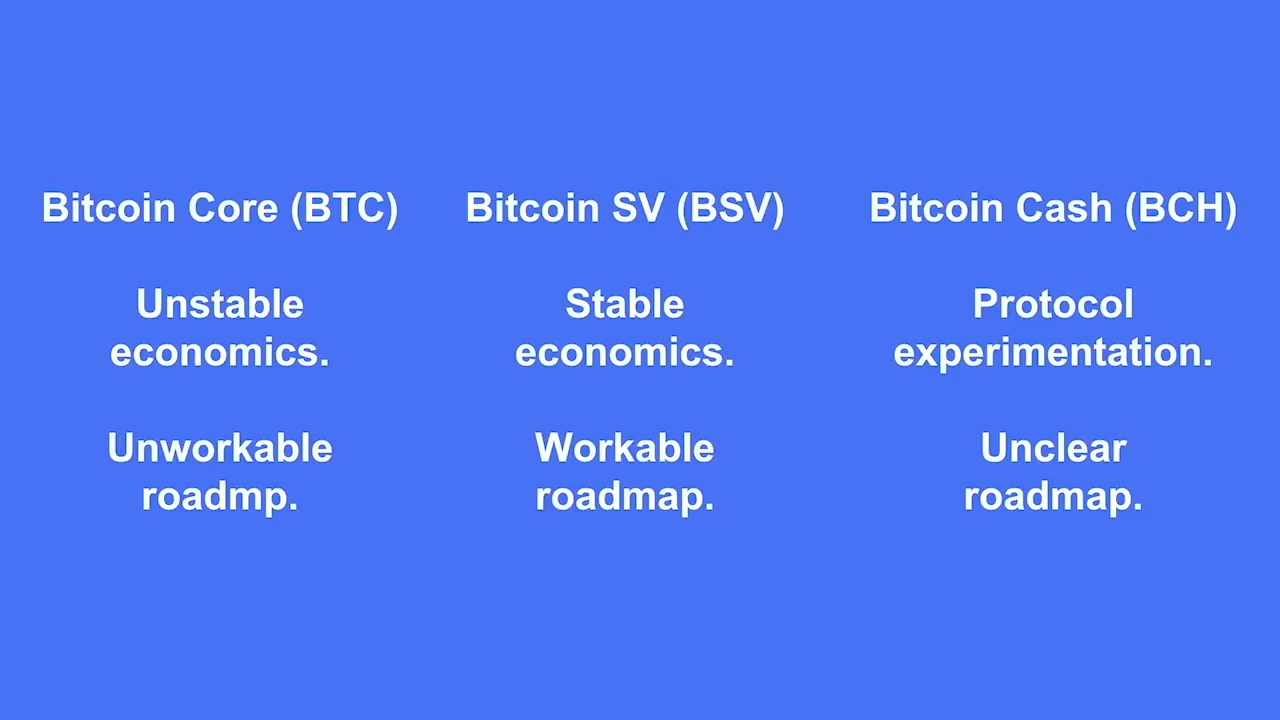 Bitcoin Core (BTC)
Unstable
economics.
Unworkable
roadmp.
Bitcoin SV (BSV)
Stable
economics.
Workable
roadmap.
Bitcoin Cash (BCH)
Protocol
experimentation.
Unclear
roadmap.